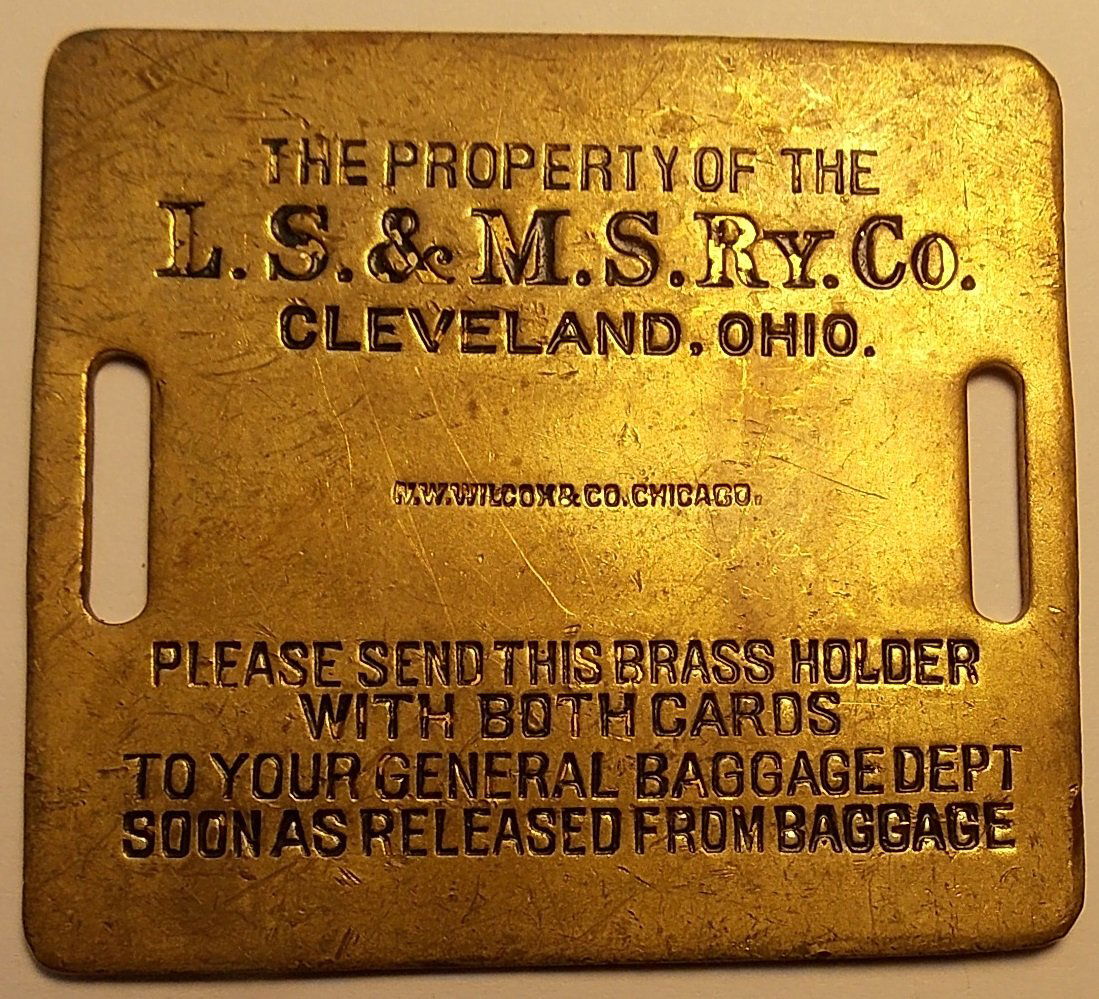 THE PROPERTY OF THE
L.S.&M.S.RY.CO.
CLEVELAND, OHIO.
W.W.WILCOX&CO.CHICAGO.
PLEASE SEND THIS BRASS HOLDER
WITH BOTH CARDS
TO YOUR GENERAL BAGGAGE DEPT
SOON AS RELEASED FROM BAGGAGE